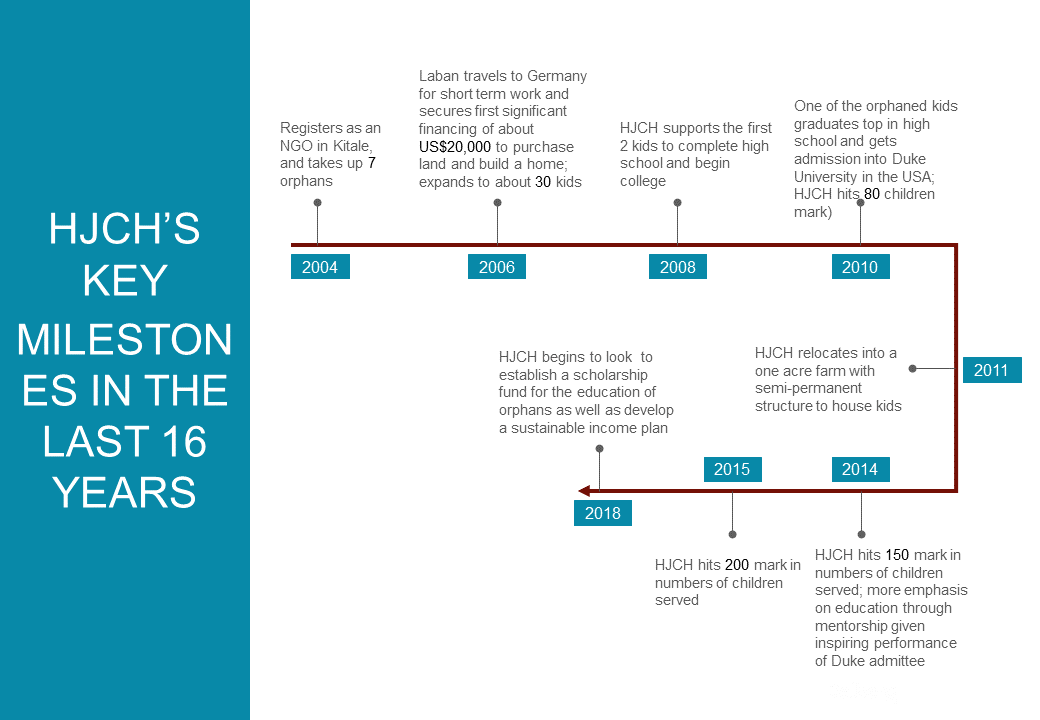 HJCH’S
KEY
MILESTON
ES IN THE
LAST 16
YEARS
Registers as an
NGO in Kitale,
and takes up 7
orphans
Laban travels to Germany
for short term work and
secures first significant
financing of about
US$20,000 to purchase
land and build a home;
expands to about 30 kids
HJCH supports the first
2 kids to complete high
school and begin
college
One of the orphaned kids
graduates top in high
school and gets
admission into Duke
University in the USA;
HJCH hits 80 children
mark)
2004
2006
2008
2010
HJCH relocates into a
one acre farm with
semi-permanent
structure to house kids
2011
HJCH begins to look to
establish a scholarship
fund for the education of
orphans as well as develop
a sustainable income plan
2015
2014
2018
HJCH hits 200 mark in
numbers of children
served
HJCH hits 150 mark in
numbers of children
served; more emphasis
on education through
mentorship given
inspiring performance
of Duke admittee